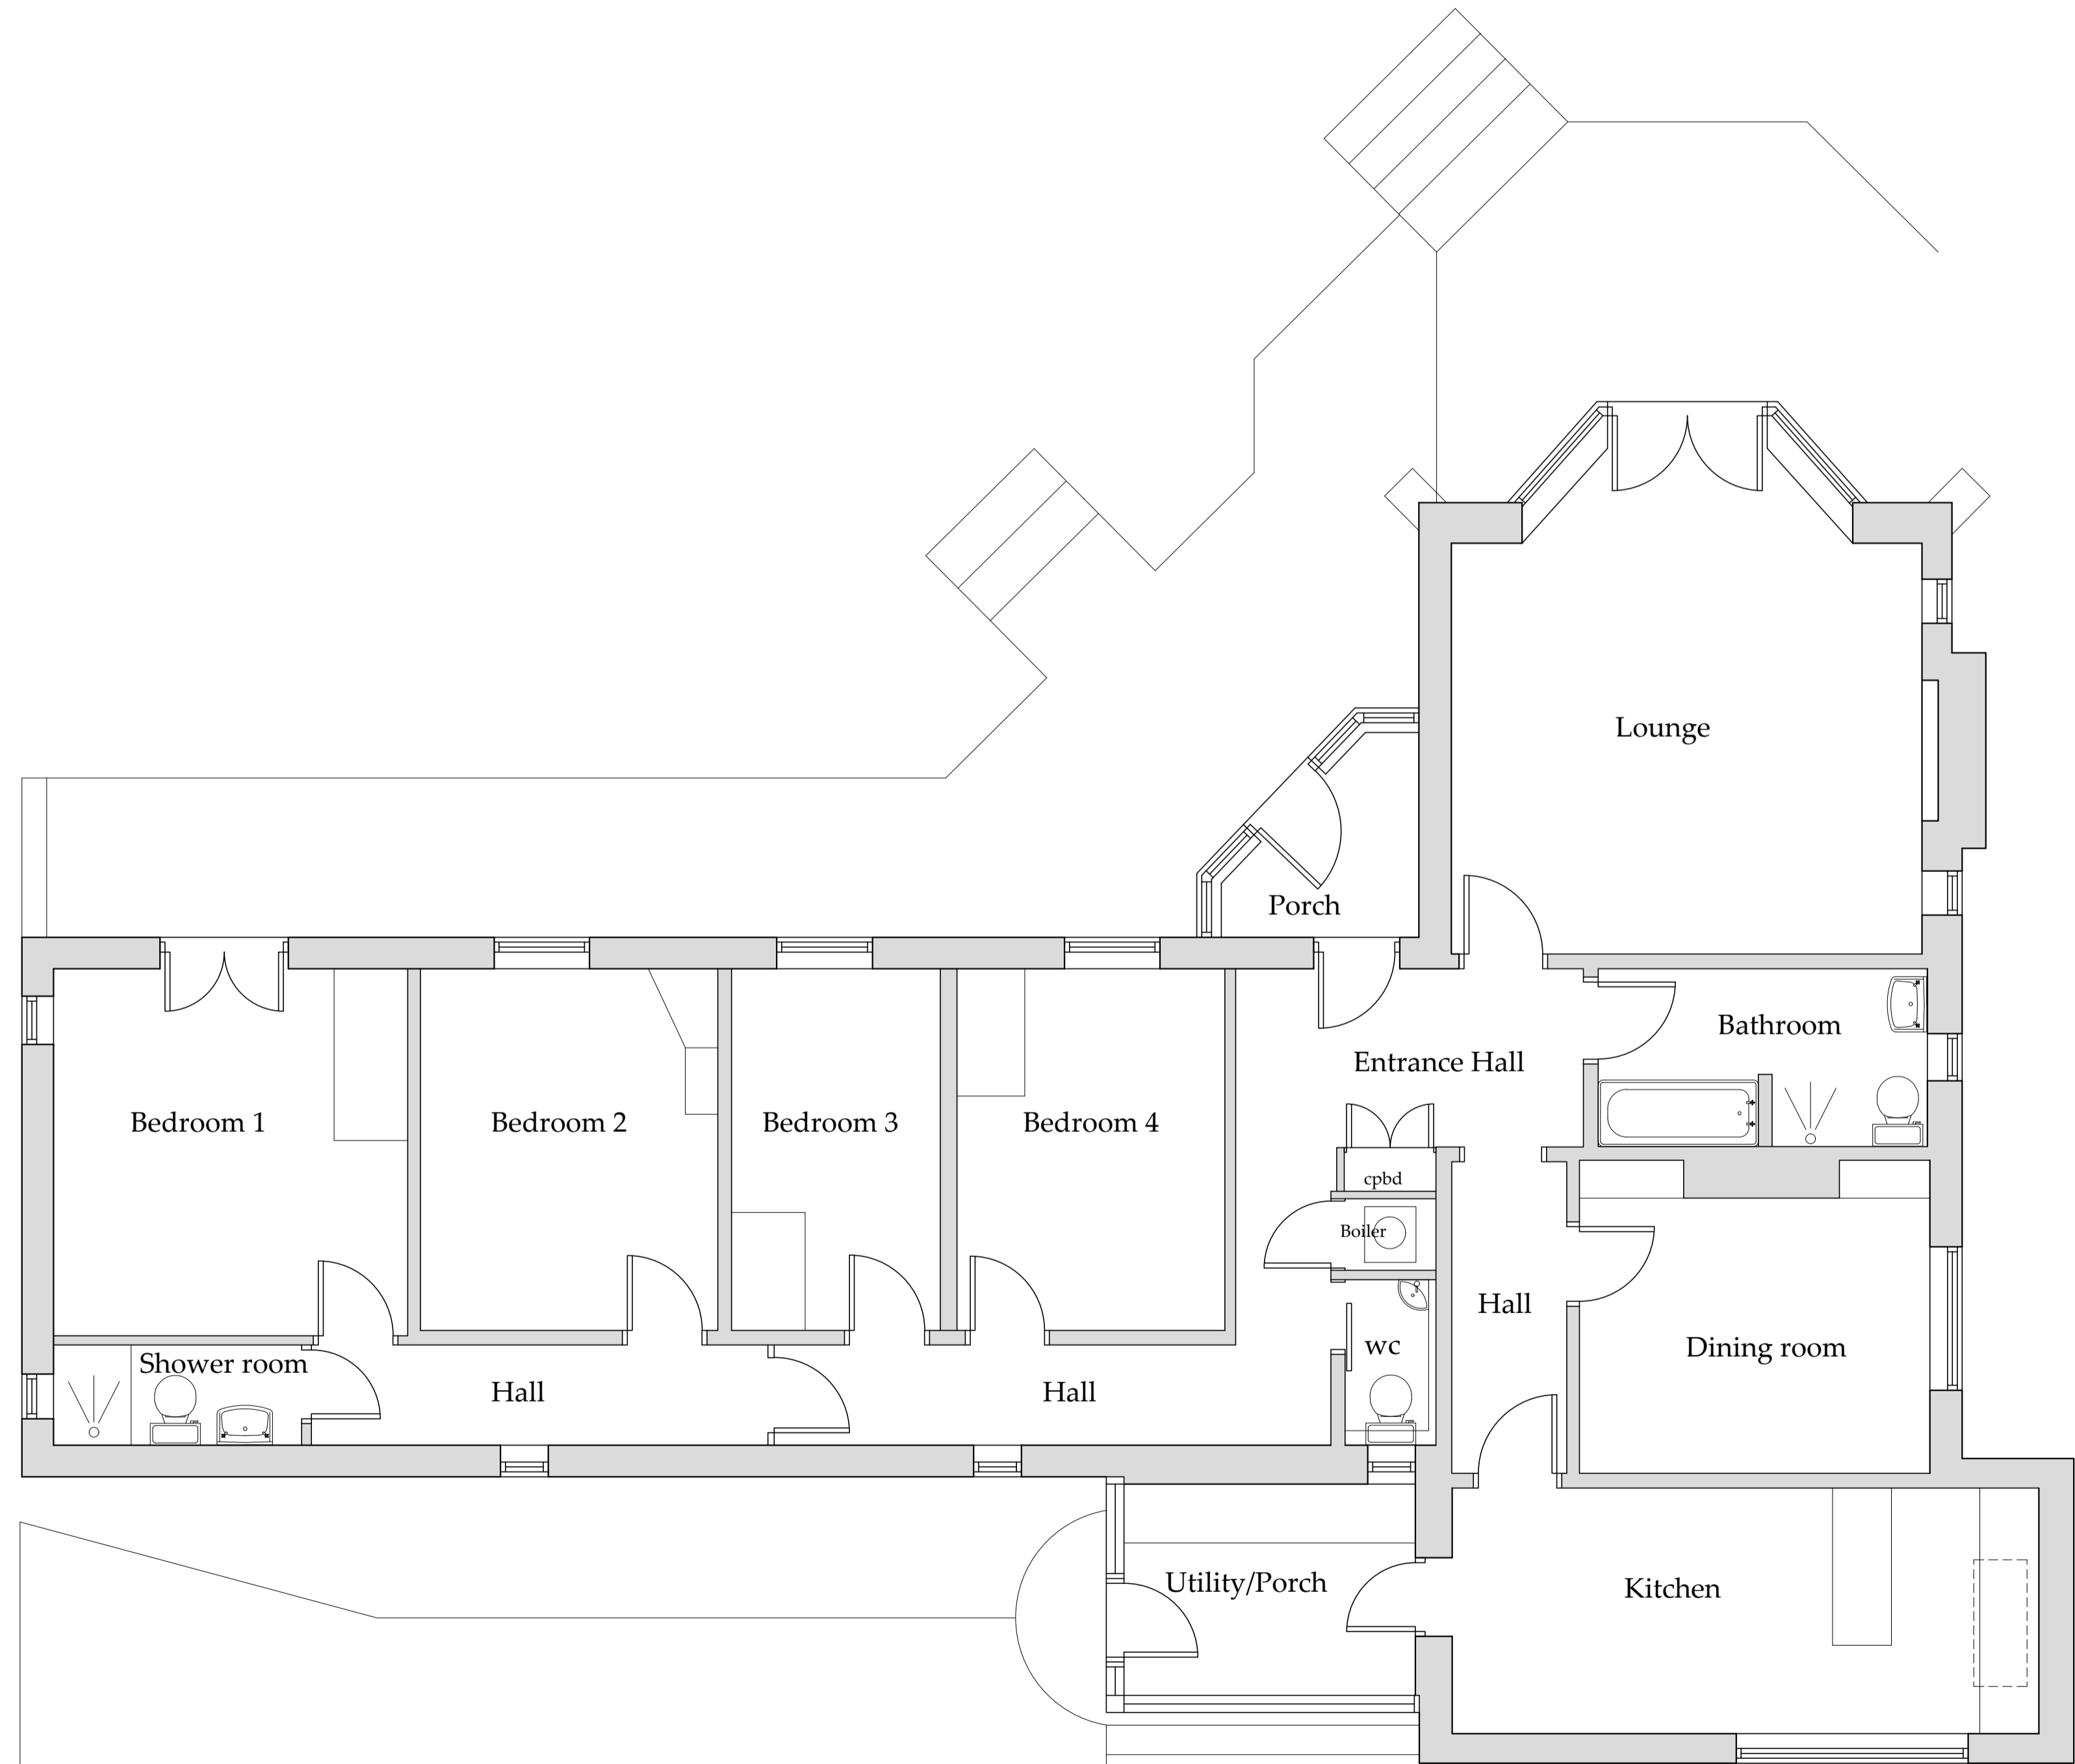 Lounge
Porch
Bathroom
Entrance Hall
Bedroom 1
Bedroom 2
Bedroom 3
Bedroom 4
cpbd
Boiler
Hall
wc
Dining room
Shower room
Hall
Hall
Utility/Porch
Kitchen